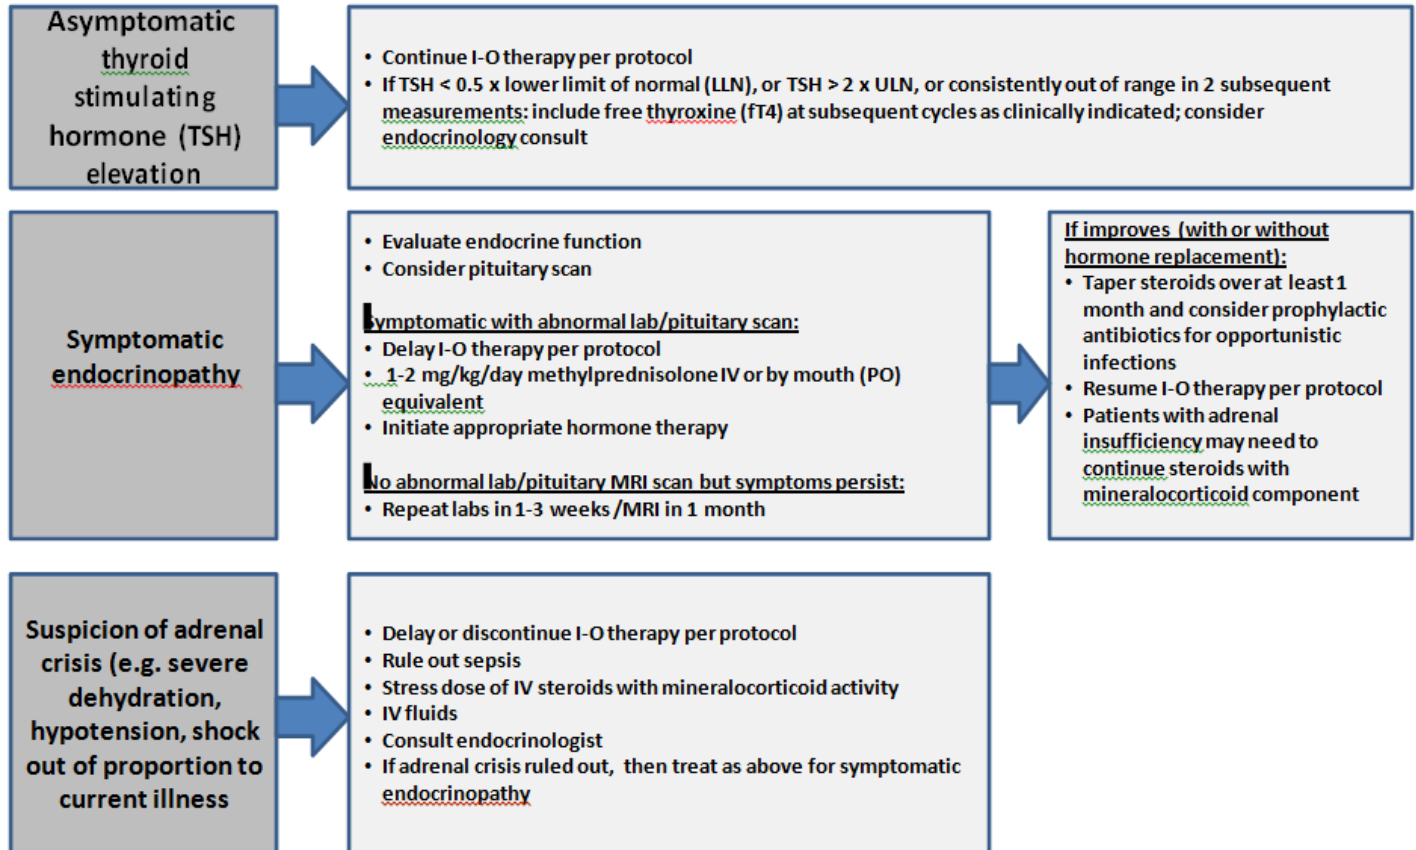 Asymptomatic
thyroid
stimulating
hormone (TSH)
elevation
• Continue I-O therapy per protocol
• If TSH < 0.5 x lower limit of normal (LLN), or TSH > 2 x ULN, or consistently out of range in 2 subsequent
measurements: include free thyroxine (fT4) at subsequent cycles as clinically indicated; consider
endocrinology consult
Symptomatic
endocrinopathy
• Evaluate endocrine function
• Consider pituitary scan
Symptomatic with abnormal lab/pituitary scan:
• Delay I-O therapy per protocol
• 1-2 mg/kg/day methylprednisolone IV or by mouth (PO)
equivalent
• Initiate appropriate hormone therapy
No abnormal lab/pituitary MRI scan but symptoms persist:
• Repeat labs in 1-3 weeks /MRI in 1 month
If improves (with or without
hormone replacement):
• Taper steroids over at least 1
month and consider prophylactic
antibiotics for opportunistic
infections
• Resume I-O therapy per protocol
• Patients with adrenal
insufficiency may need to
continue steroids with
mineralocorticoid component
Suspicion of adrenal
crisis (e.g. severe
dehydration,
hypotension, shock
out of proportion to
current illness
• Delay or discontinue I-O therapy per protocol
• Rule out sepsis
• Stress dose of IV steroids with mineralocorticoid activity
• IV fluids
• Consult endocrinologist
• If adrenal crisis ruled out, then treat as above for symptomatic
endocrinopathy